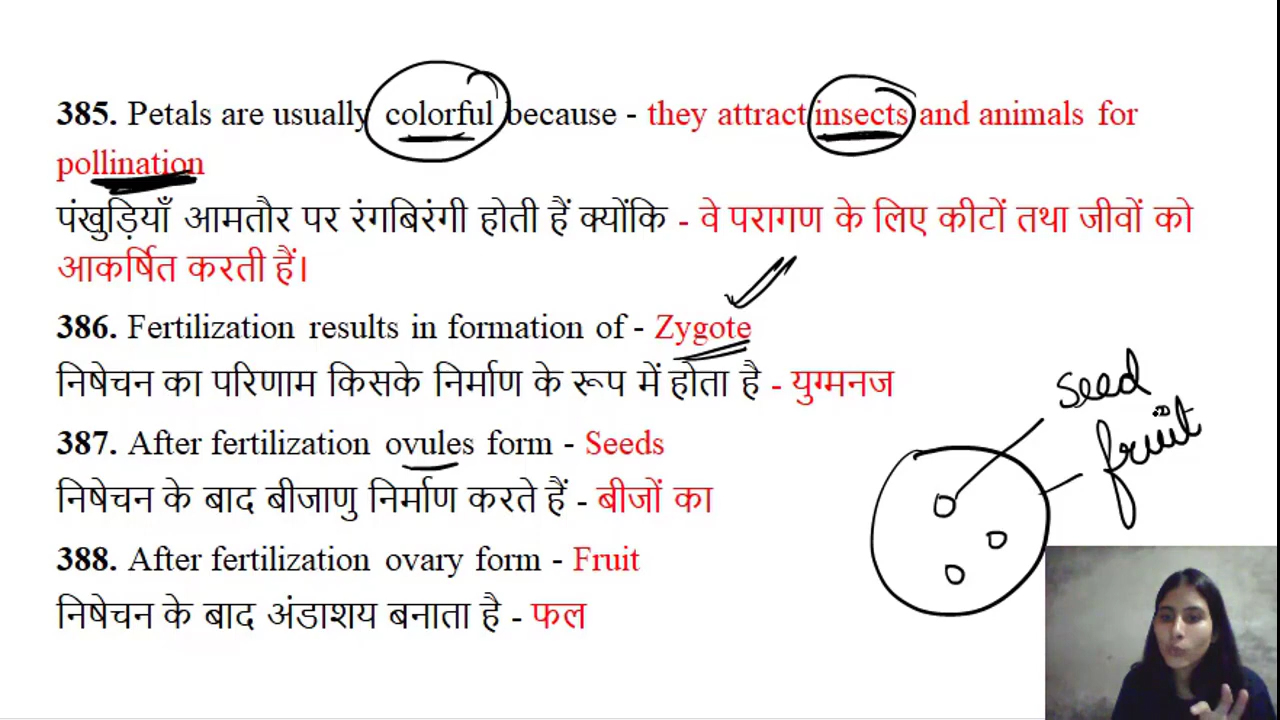 385. Petals are usually colorful because - they attract insects and animals for
pollination
पंखुड़ियाँ आमतौर पर रंगबिरंगी होती हैं क्योंकि - वे परागण के लिए कीटों तथा जीवों को
आकर्षित करती हैं।
386. Fertilization results in formation of - Zygote
निषेचन का परिणाम किसके निर्माण के रूप में होता है - युग्मनज
seed
fruit
387. After fertilization ovules form - Seeds
निषेचन के बाद बीजाणु निर्माण करते हैं - बीजों का
388. After fertilization ovary form - Fruit
निषेचन के बाद अंडाशय बनाता है - फल